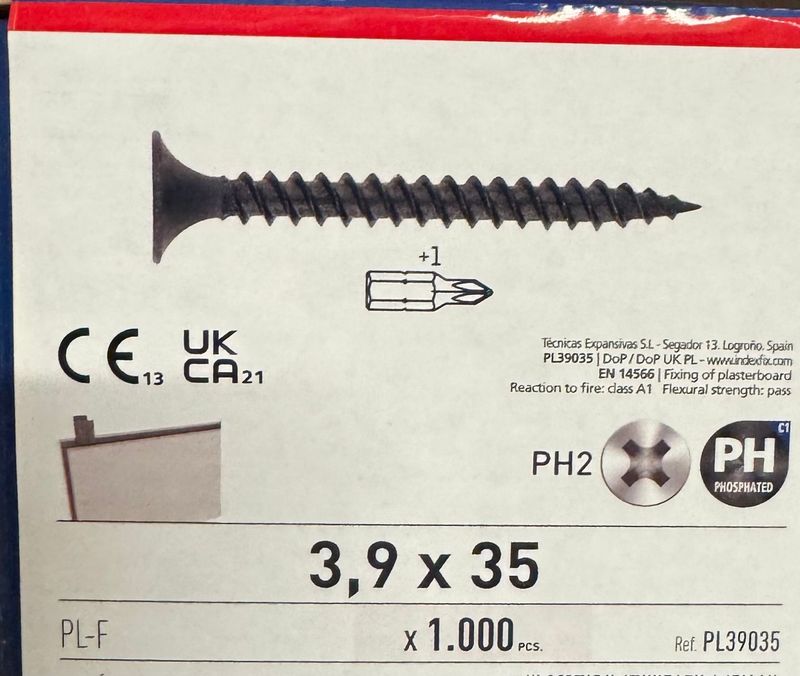 +1
CE 13
UK
CA 21
Técnicas Expansivas S.L - Segador 13. Logroño, Spain
PL39035 | DoP / DoP UK PL - www.indexfix.com
EN 14566 | Fixing of plasterboard
Reaction to fire: class A1 Flexural strength: pass
PH2
PH C1
PHOSPHATED
3,9 x 35
PL-F x 1.000 PCS. Ref. PL39035